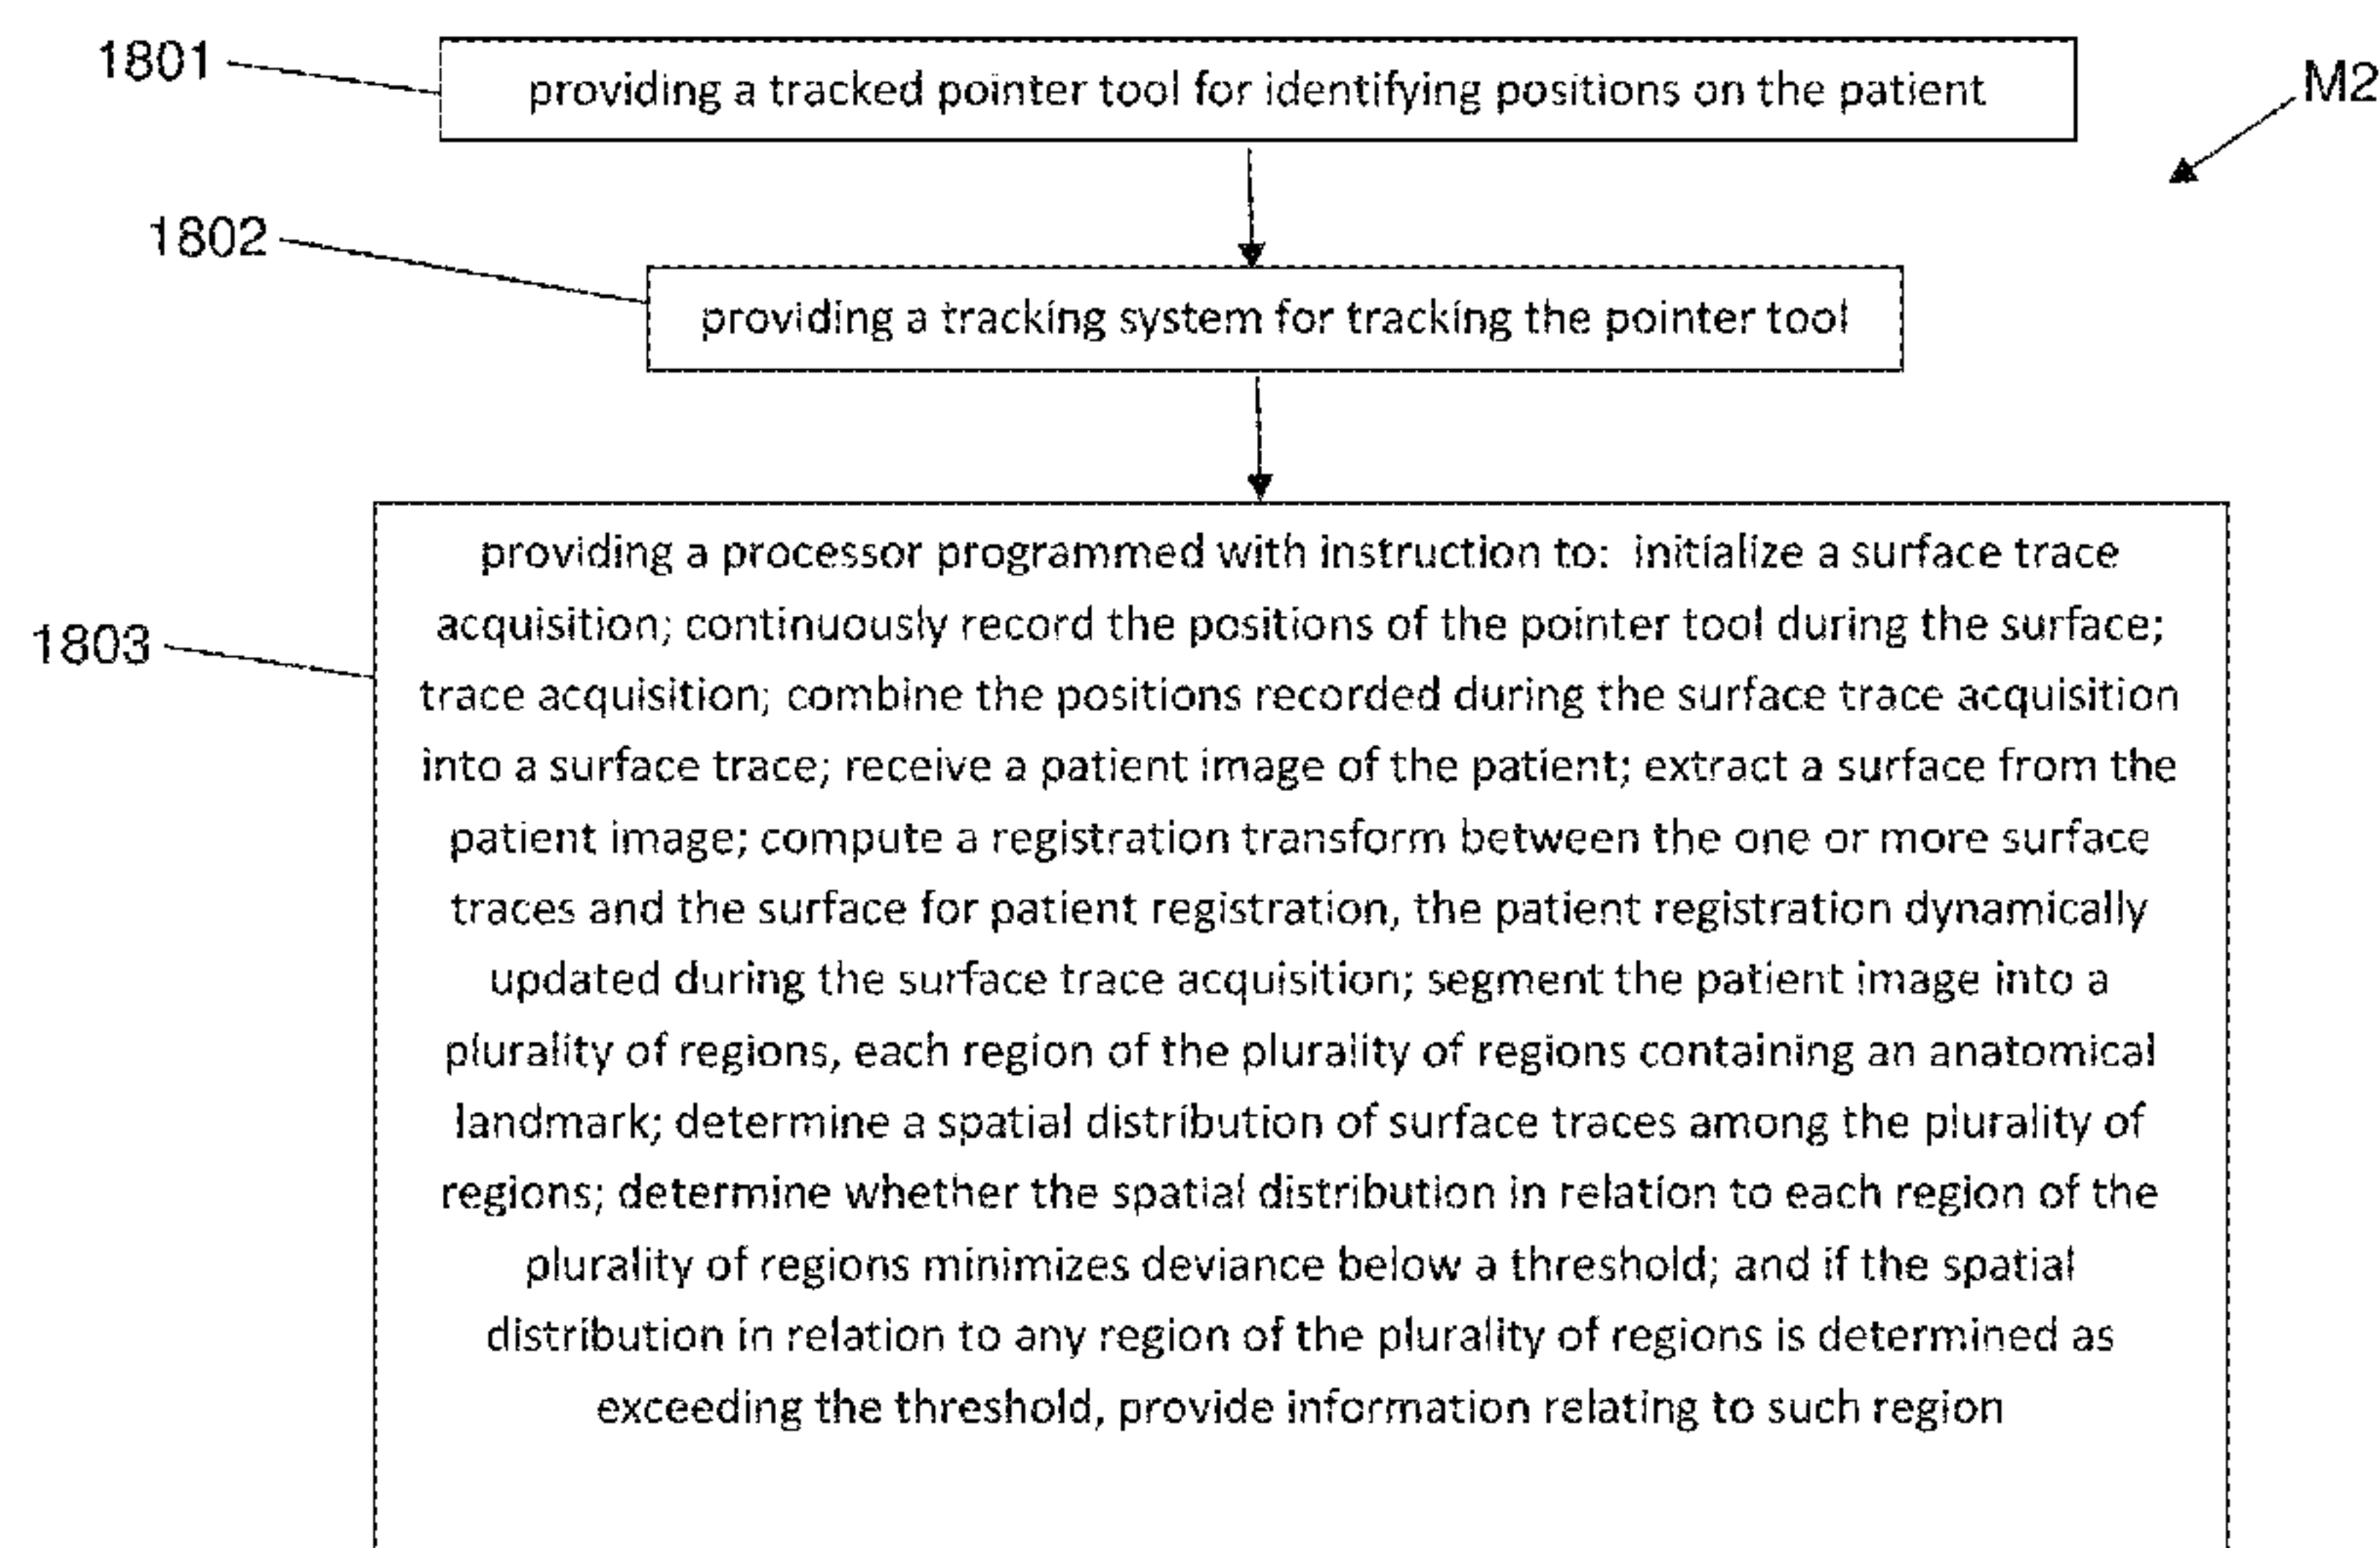 1801
providing a tracked pointer tool for identifying positions on the patient
M2
1802
providing a tracking system for tracking the pointer tool
1803
providing a processor programmed with instruction to: initialize a surface trace
acquisition; continuously record the positions of the pointer tool during the surface;
trace acquisition; combine the positions recorded during the surface trace acquisition
into a surface trace; receive a patient image of the patient; extract a surface from the
patient image; compute a registration transform between the one or more surface
traces and the surface for patient registration, the patient registration dynamically
updated during the surface trace acquisition; segment the patient image into a
plurality of regions, each region of the plurality of regions containing an anatomical
landmark; determine a spatial distribution of surface traces among the plurality of
regions; determine whether the spatial distribution in relation to each region of the
plurality of regions minimizes deviance below a threshold; and if the spatial
distribution in relation to any region of the plurality of regions is determined as
exceeding the threshold, provide information relating to such region